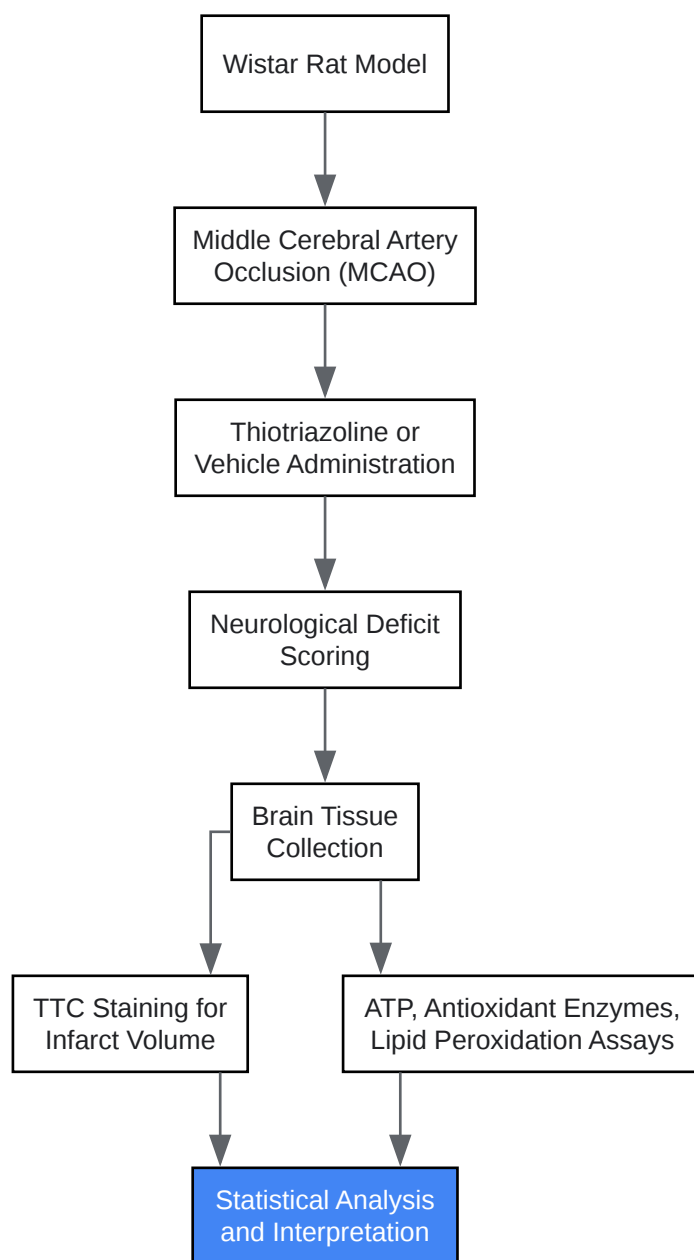 Wistar Rat Model
Middle Cerebral Artery
Occlusion (MCAO)
Thiotriazoline or
Vehicle Administration
Neurological Deficit
Scoring
Brain Tissue
Collection
TTC Staining for
Infarct Volume
ATP, Antioxidant Enzymes,
Lipid Peroxidation Assays
Statistical Analysis
and Interpretation